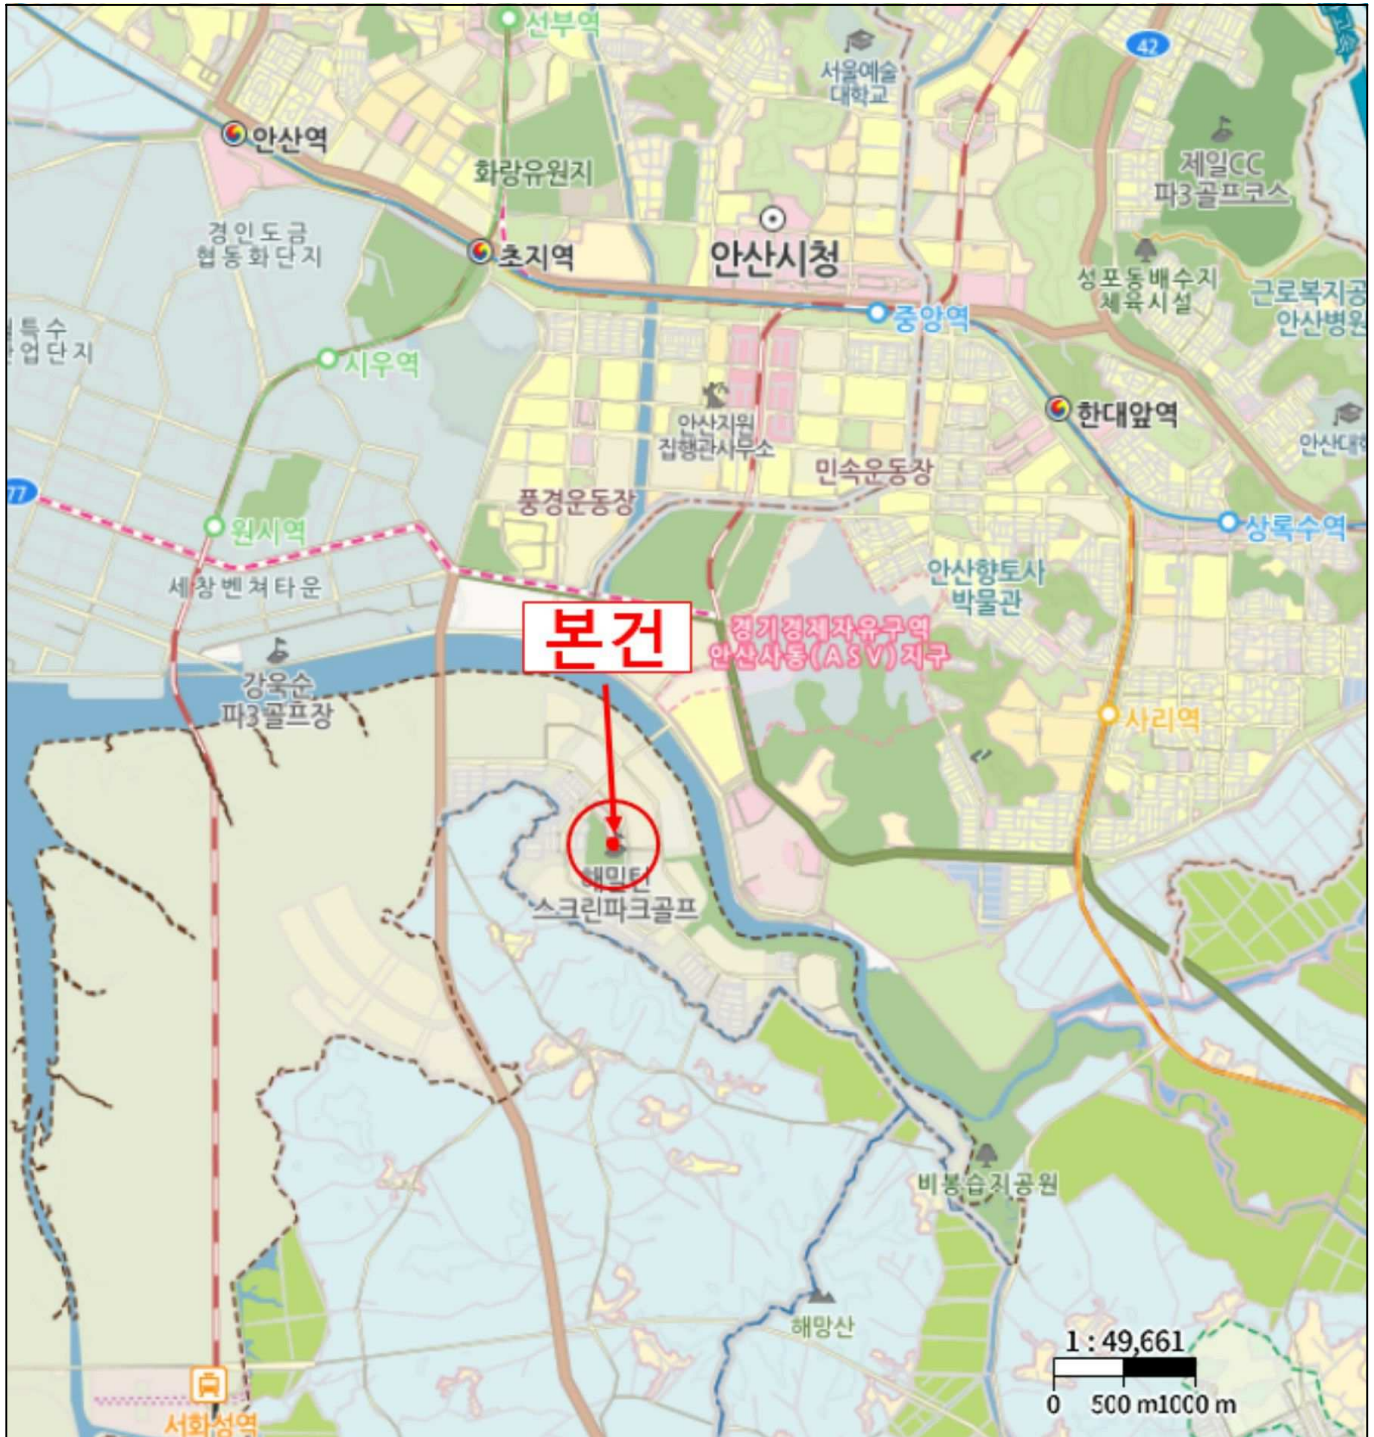 선부역
42
서울예술
대학교
안산역
제일CC
파3골프코스
화랑유원지
경인도금
협동화단지
초지역
안산시청
성포동배수지
체육시설
근로복지공
안산병원
중앙역
특수
업단지
시우역
안산지원
집행관사무소
한대앞역
안산대학
민속운동장
풍경운동장
77
원시역
상록수역
안산향토사
박물관
세창벤쳐타운
본건
경기경제자유구역
안산사동(ASV)지구
강욱순
파3골프장
사리역
해밀턴
스크린파크골프
비봉습지공원
해망산
1 : 49,661
0 500 m 1000 m
서화성역